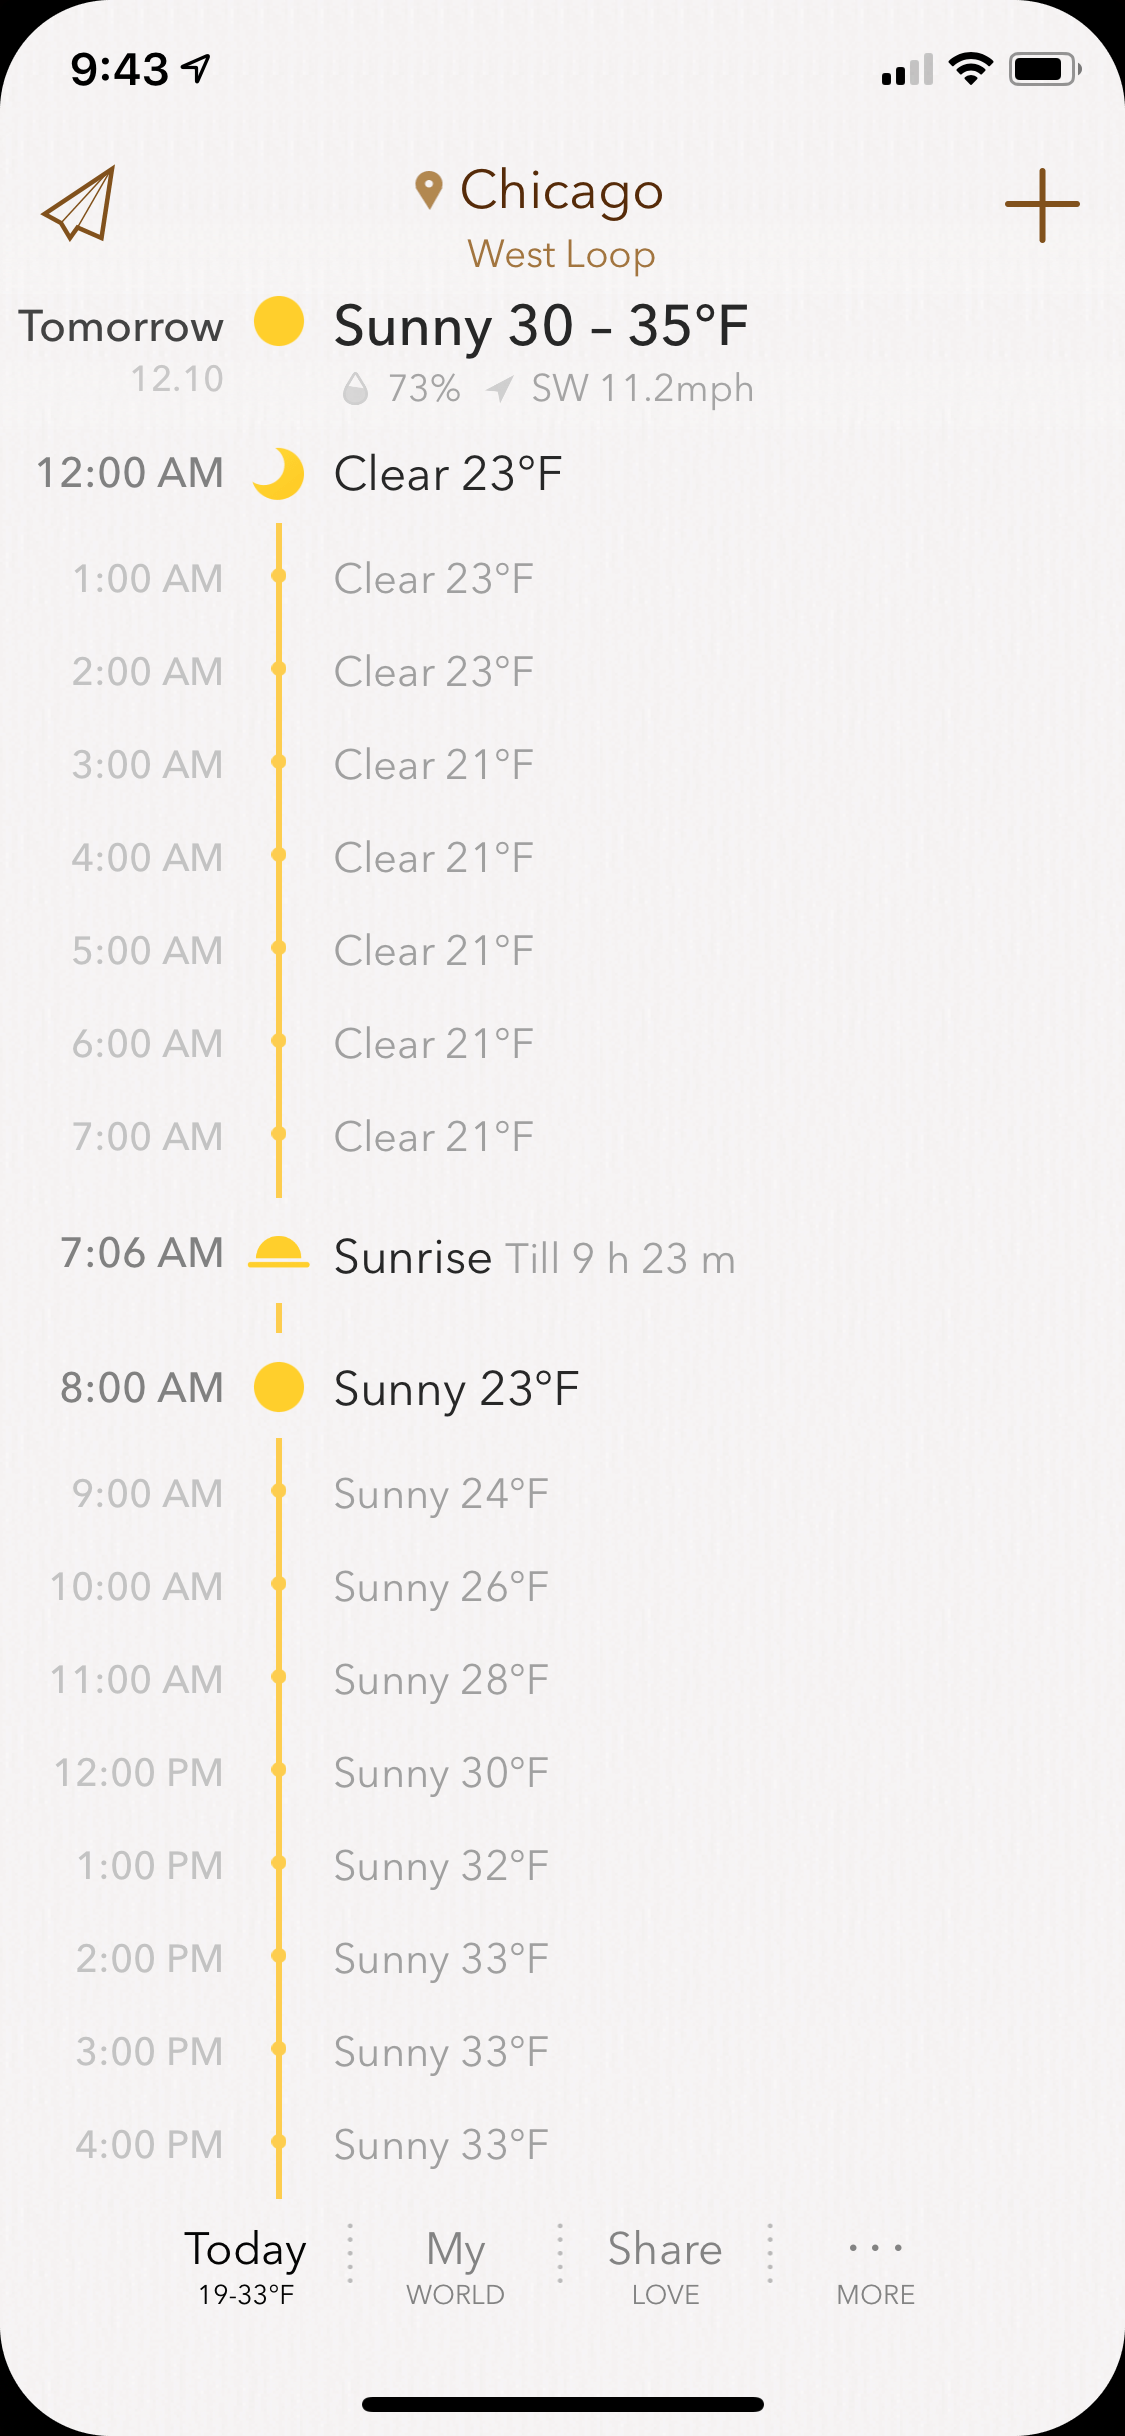 9:43
Chicago
West Loop
Tomorrow Sunny 30 – 35°F
12.10 73% SW 11.2mph
12:00 AM Clear 23°F
1:00 AM Clear 23°F
2:00 AM Clear 23°F
3:00 AM Clear 21°F
4:00 AM Clear 21°F
5:00 AM Clear 21°F
6:00 AM Clear 21°F
7:00 AM Clear 21°F
7:06 AM Sunrise Till 9 h 23 m
8:00 AM Sunny 23°F
9:00 AM Sunny 24°F
10:00 AM Sunny 26°F
11:00 AM Sunny 28°F
12:00 PM Sunny 30°F
1:00 PM Sunny 32°F
2:00 PM Sunny 33°F
3:00 PM Sunny 33°F
4:00 PM Sunny 33°F
Today My Share ...
19-33°F WORLD LOVE MORE